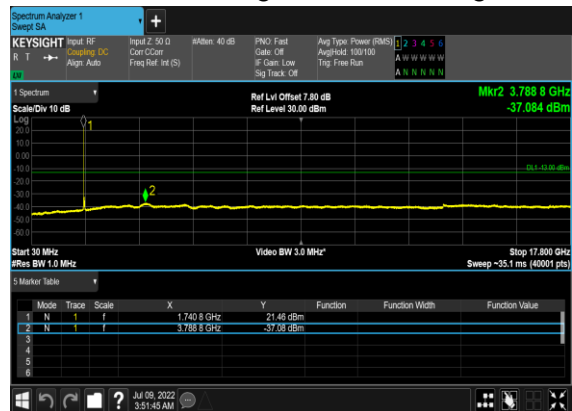 Spectrum Analyzer 1
Swept SA
+
KEYSIGHT Input: RF Input Z: 50 Ω #Atten: 40 dB PNO: Fast Avg Type: Power (RMS) 1 2 3 4 5 6
R T Coupling: DC Corr CCorr Gate: Off Avg|Hold: 100/100 A W W W W W
Align: Auto Freq Ref: Int (S) IF Gain: Low Trig: Free Run
LW Sig Track: Off A N N N N N
1 Spectrum Ref Lvl Offset 7.80 dB Mkr2 3.788 8 GHz
Scale/Div 10 dB Ref Level 30.00 dBm -37.084 dBm
Log
20.0 1
10.0
0.00
-10.0 DL1 -13.00 dBm
-20.0
-30.0 2
-40.0
-50.0
-60.0
Start 30 MHz Video BW 3.0 MHz* Stop 17.800 GHz
#Res BW 1.0 MHz Sweep ~35.1 ms (40001 pts)
5 Marker Table
Mode Trace Scale X Y Function Function Width Function Value
1 N 1 f 1.740 8 GHz 21.46 dBm
2 N 1 f 3.788 8 GHz -37.08 dBm
3
4
5
6
? Jul 09, 2022
3:51:45 AM